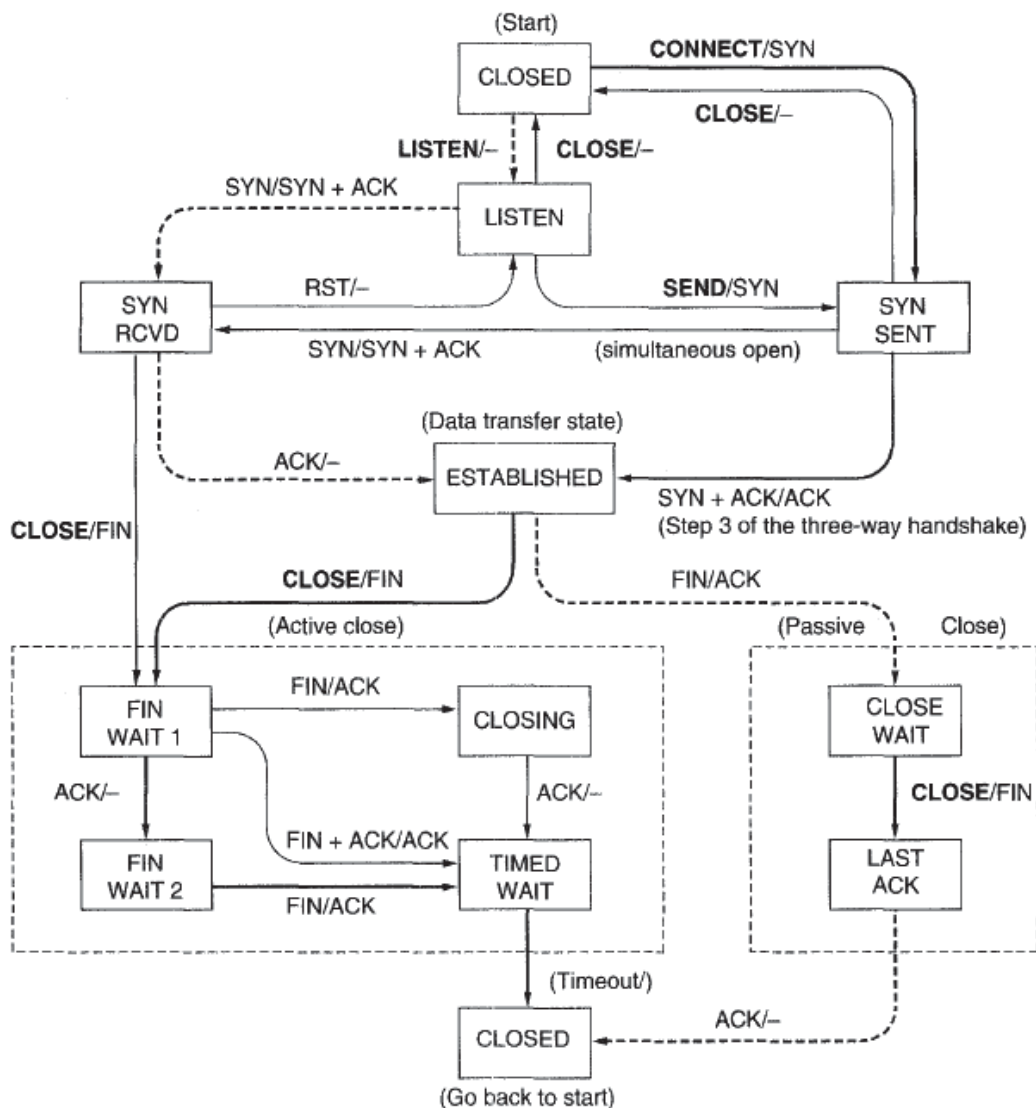 (Start)
CONNECT/SYN
CLOSED
CLOSE/–
LISTEN/–
CLOSE/–
SYN/SYN + ACK
LISTEN
RST/–
SEND/SYN
SYN
RCVD
SYN
SENT
SYN/SYN + ACK
(simultaneous open)
(Data transfer state)
ACK/–
ESTABLISHED
SYN + ACK/ACK
(Step 3 of the three-way handshake)
CLOSE/FIN
CLOSE/FIN
FIN/ACK
(Active close)
(Passive
Close)
FIN/ACK
FIN
WAIT 1
CLOSING
CLOSE
WAIT
ACK/–
ACK/–
CLOSE/FIN
FIN + ACK/ACK
FIN
WAIT 2
TIMED
WAIT
LAST
ACK
FIN/ACK
(Timeout/)
ACK/–
CLOSED
(Go back to start)